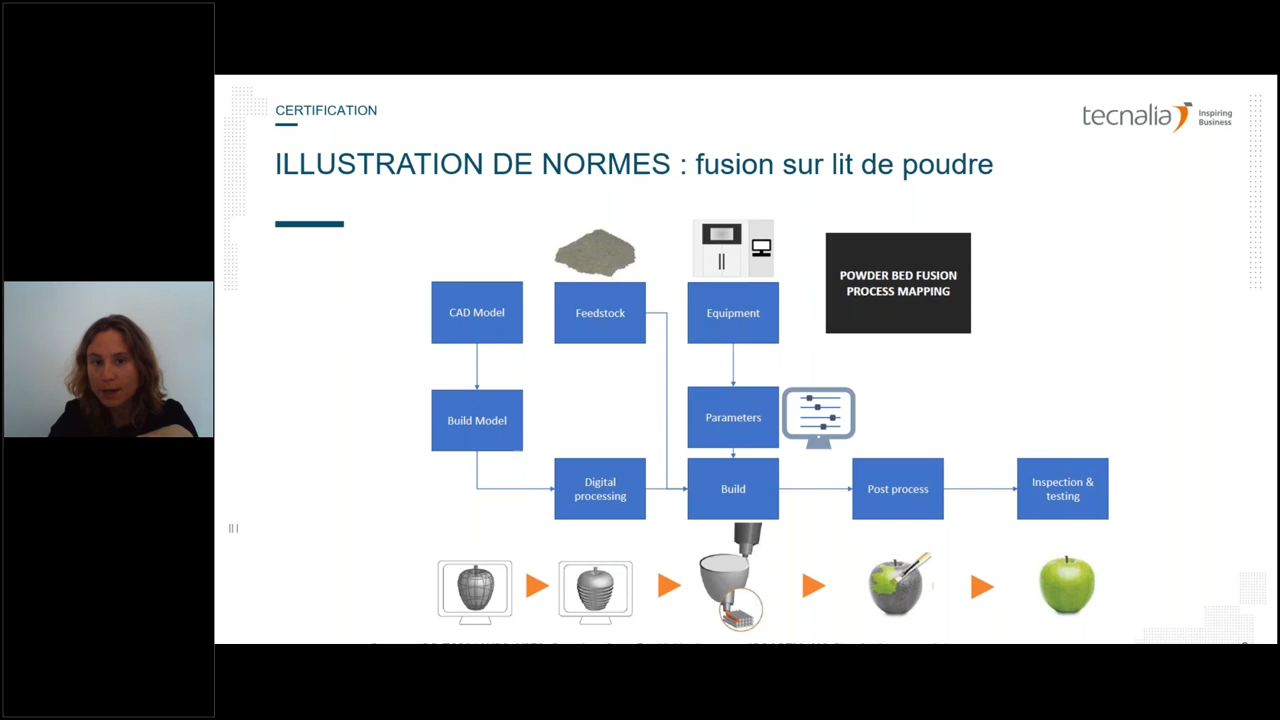 CERTIFICATION
tecnalia Inspiring
Business
ILLUSTRATION DE NORMES : fusion sur lit de poudre
POWDER BED FUSION
PROCESS MAPPING
CAD Model
Feedstock
Equipment
Build Model
Parameters
Digital
processing
Build
Post process
Inspection &
testing